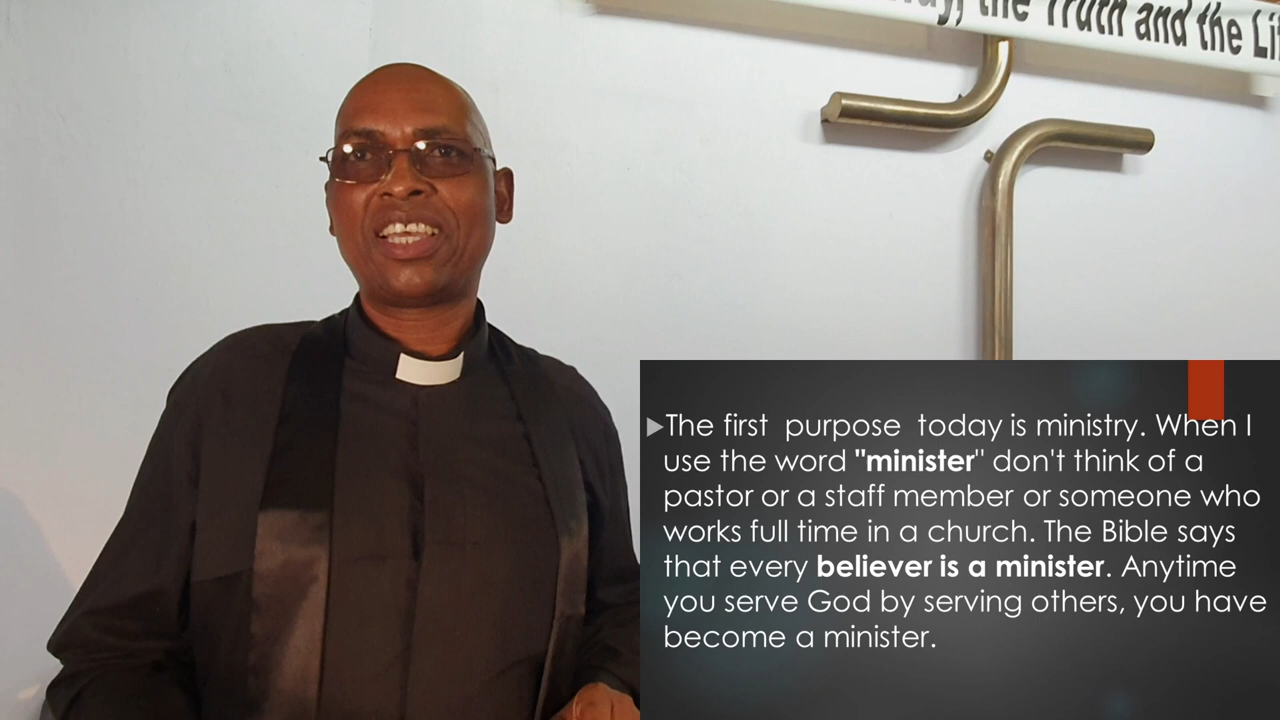 the Truth and the
The first purpose today is ministry. When I
use the word "minister" don't think of a
pastor or a staff member or someone who
works full time in a church. The Bible says
that every believer is a minister. Anytime
you serve God by serving others, you have
become a minister.